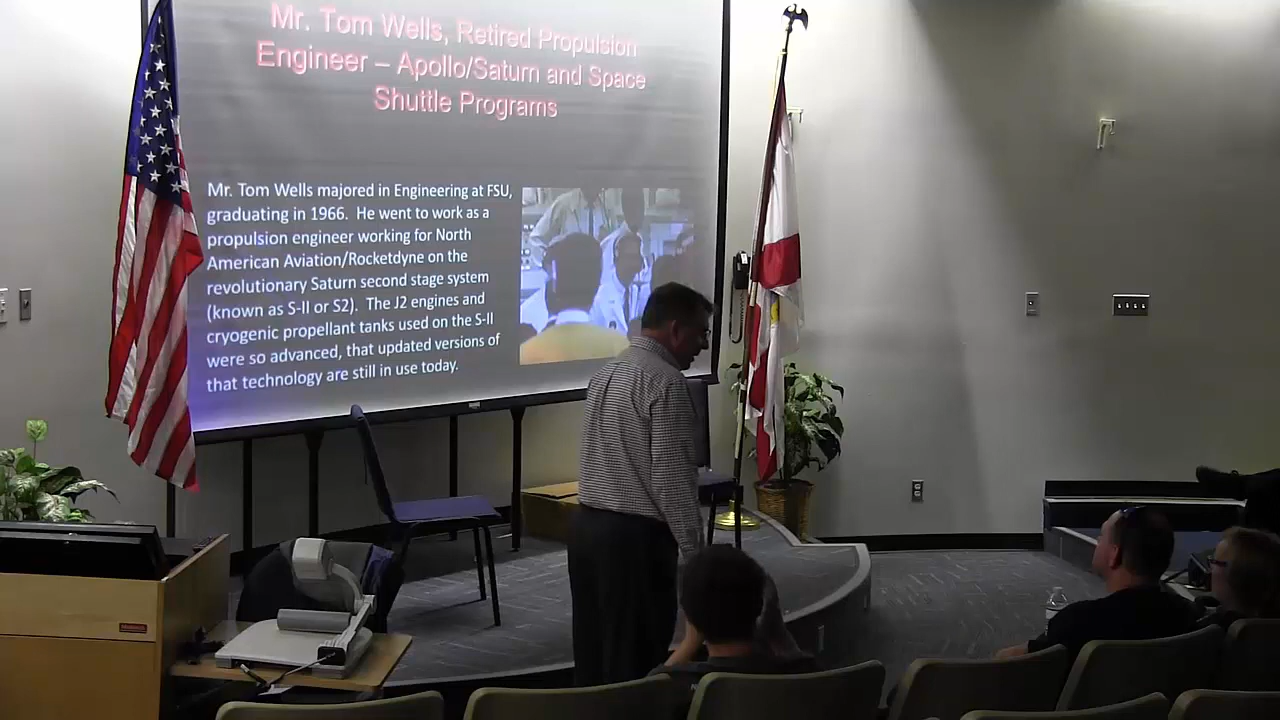 Mr. Tom Wells, Retired Propulsion
Engineer – Apollo/Saturn and Space
Shuttle Programs
Mr. Tom Wells majored in Engineering at FSU,
graduating in 1966. He went to work as a
propulsion engineer working for North
American Aviation/Rocketdyne on the
revolutionary Saturn second stage system
(known as S-II or S2). The J2 engines and
cryogenic propellant tanks used on the S-II
were so advanced, that updated versions of
that technology are still in use today.